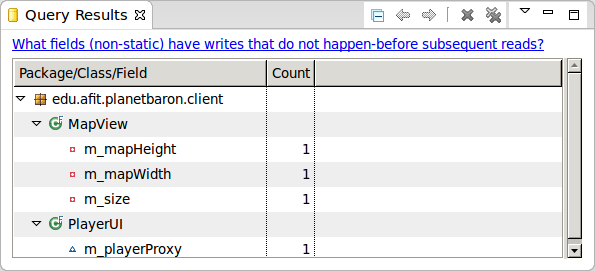 Query Results
What fields (non-static) have writes that do not happen-before subsequent reads?
Package/Class/Field Count
edu.afit.planetbaron.client
MapView
m_mapHeight 1
m_mapWidth 1
m_size 1
PlayerUI
m_playerProxy 1